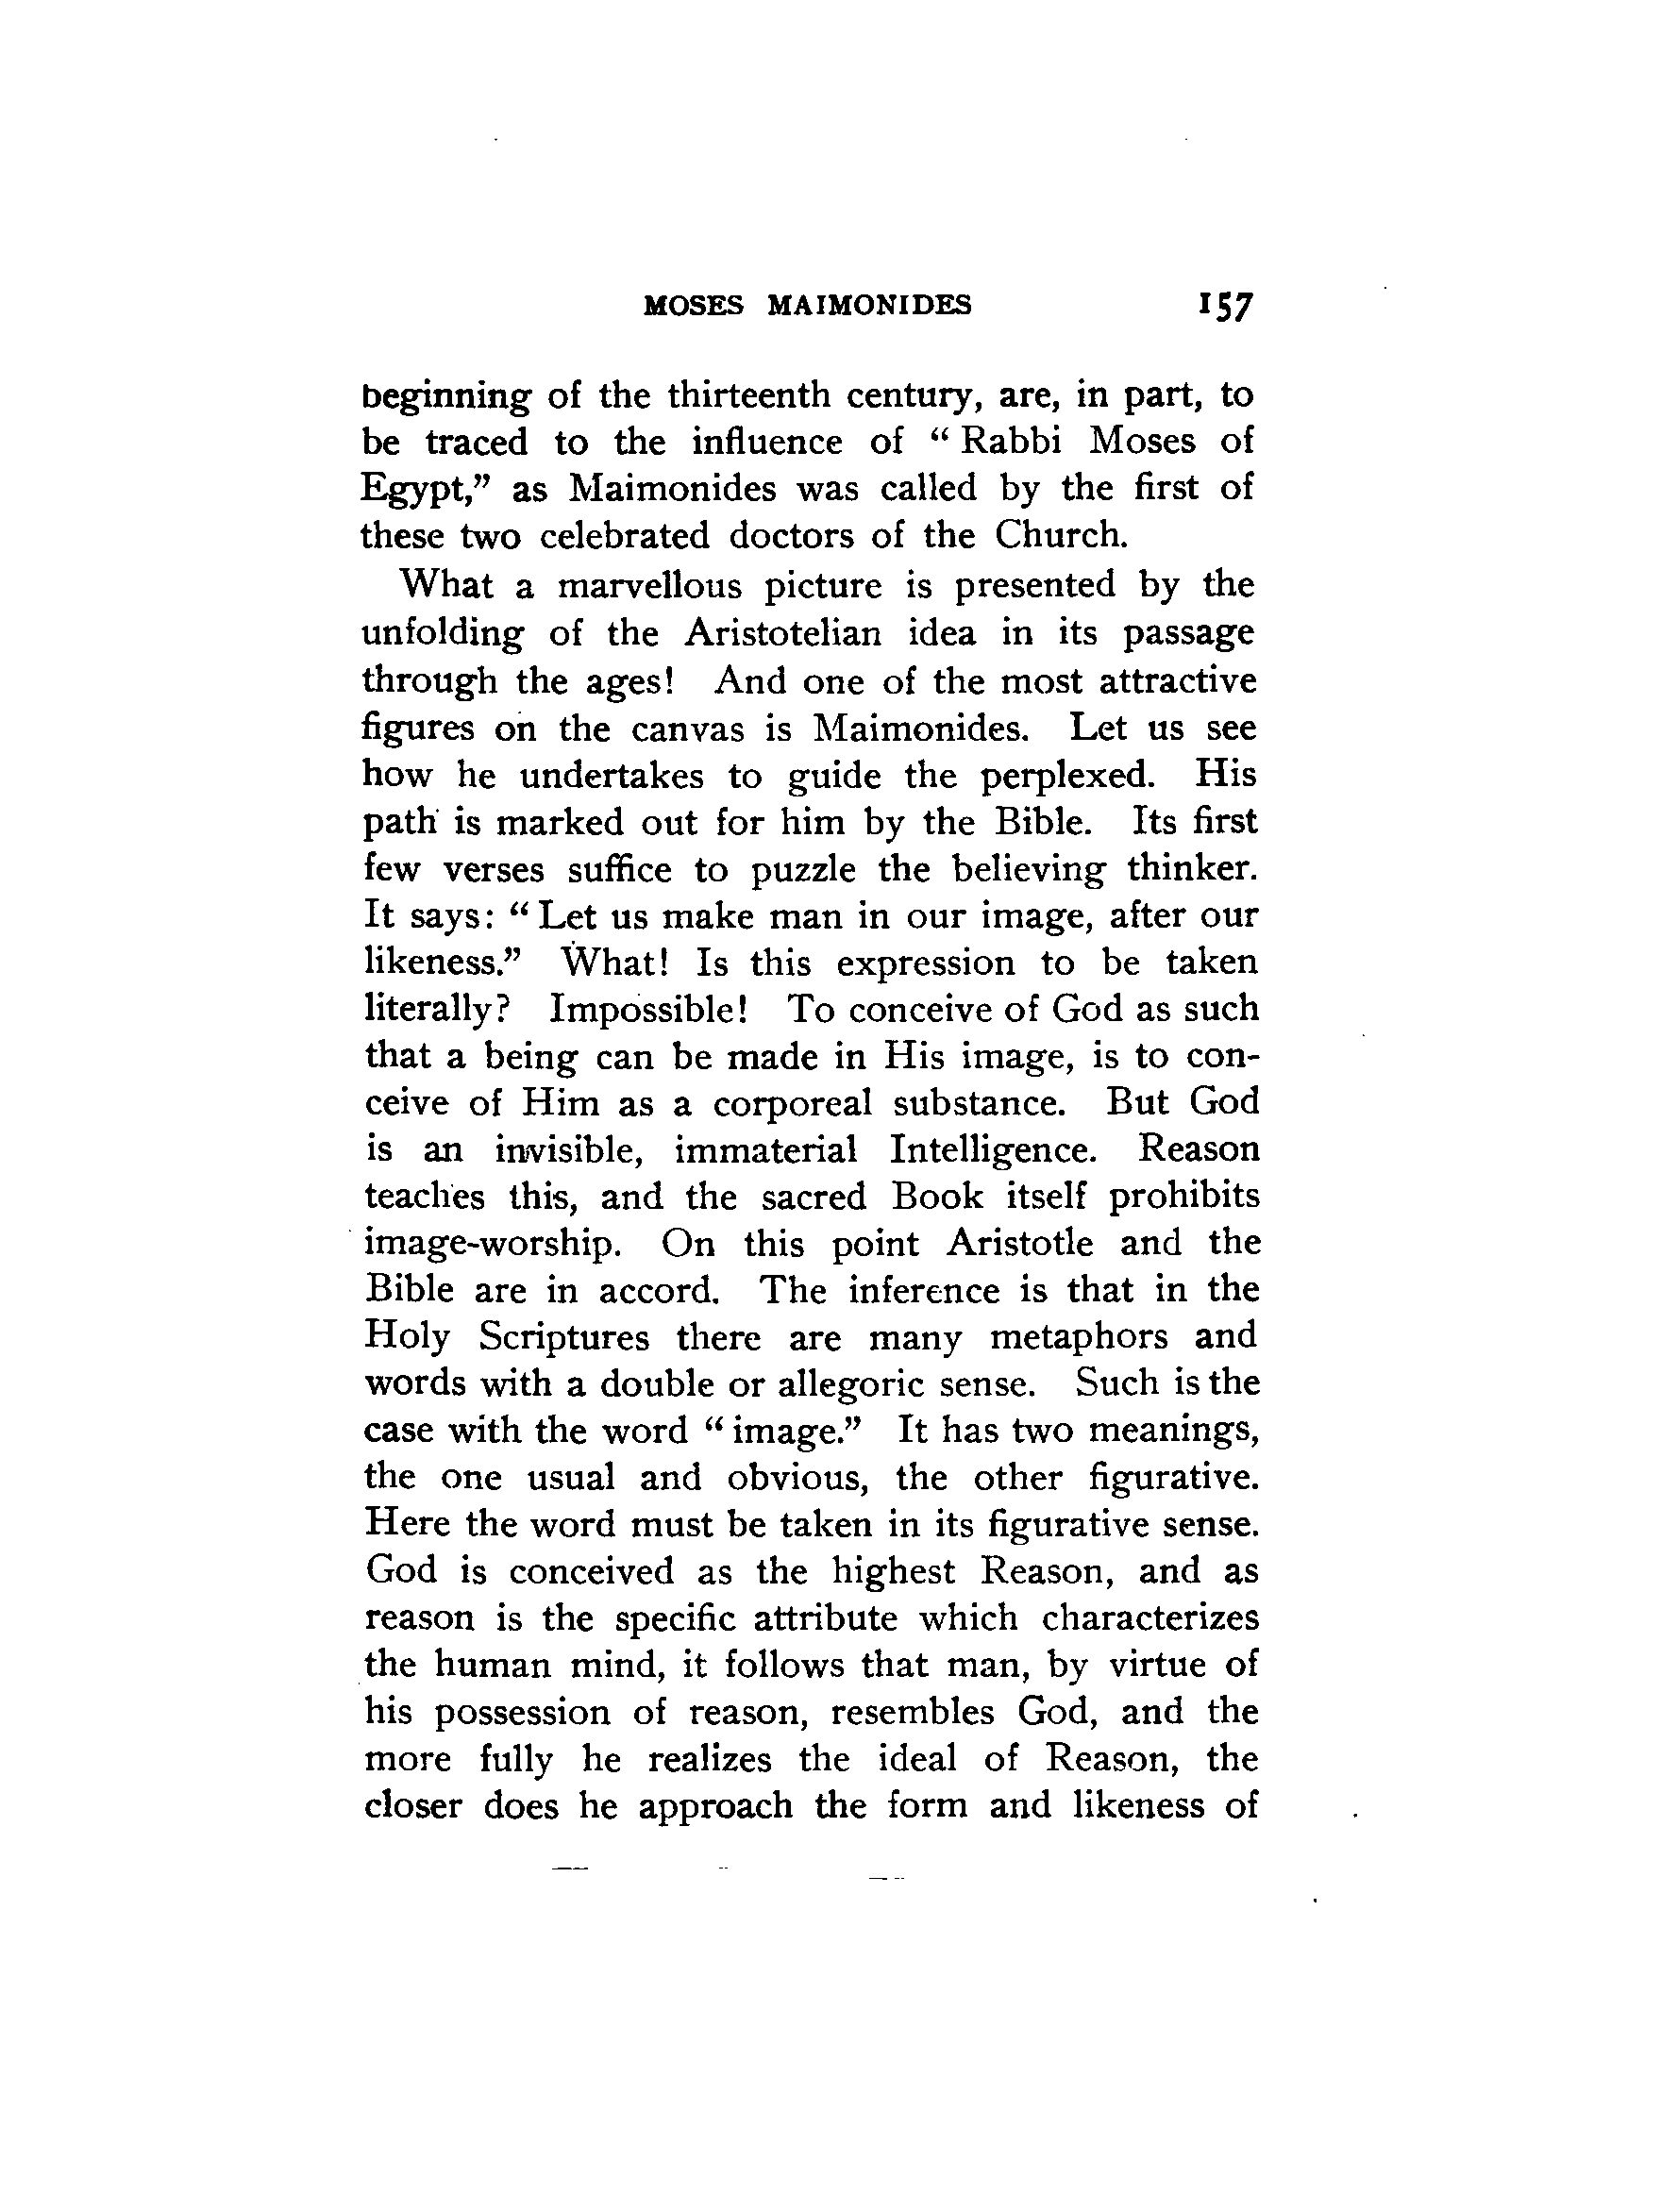 MOSES MAIMONIDES 157
beginning of the thirteenth century, are, in part, to
be traced to the influence of “ Rabbi Moses of
Egypt,” as Maimonides was called by the first of
these two celebrated doctors of the Church.
What a marvellous picture is presented by the
unfolding of the Aristotelian idea in its passage
through the ages! And one of the most attractive
figures on the canvas is Maimonides. Let us see
how he undertakes to guide the perplexed. His
path is marked out for him by the Bible. Its first
few verses suffice to puzzle the believing thinker.
It says: “ Let us make man in our image, after our
likeness.” What! Is this expression to be taken
literally? Impossible! To conceive of God as such
that a being can be made in His image, is to con-
ceive of Him as a corporeal substance. But God
is an invisible, immaterial Intelligence. Reason
teaches this, and the sacred Book itself prohibits
image-worship. On this point Aristotle and the
Bible are in accord. The inference is that in the
Holy Scriptures there are many metaphors and
words with a double or allegoric sense. Such is the
case with the word “ image.” It has two meanings,
the one usual and obvious, the other figurative.
Here the word must be taken in its figurative sense.
God is conceived as the highest Reason, and as
reason is the specific attribute which characterizes
the human mind, it follows that man, by virtue of
his possession of reason, resembles God, and the
more fully he realizes the ideal of Reason, the
closer does he approach the form and likeness of